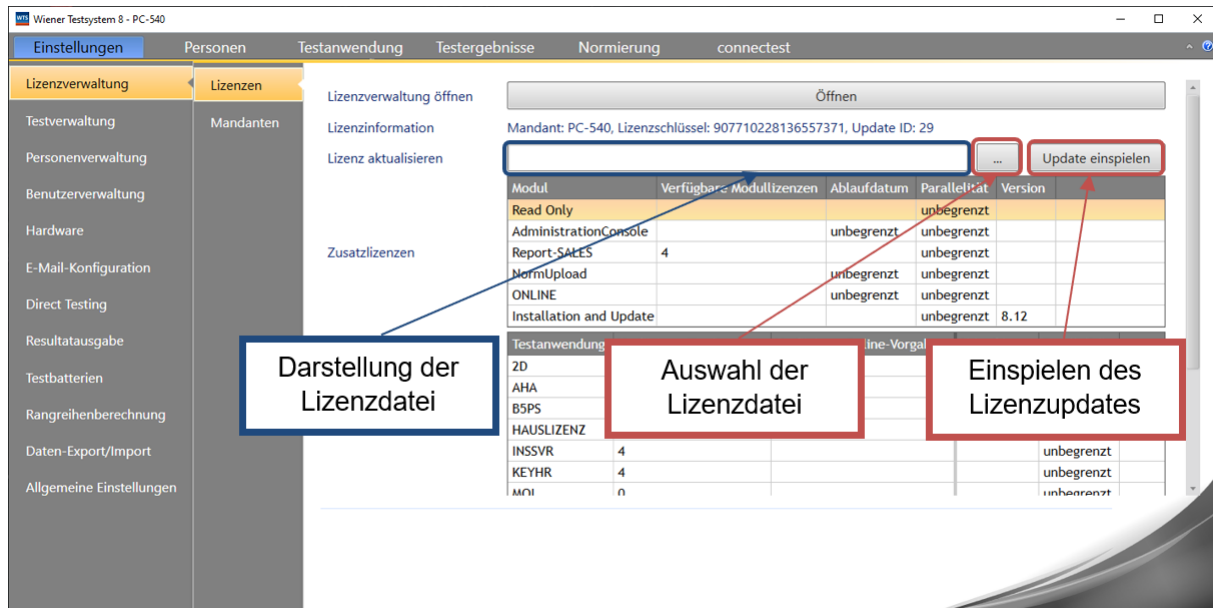 WTS Wiener Testsystem 8 - PC-540
Einstellungen Personen Testanwendung Testergebnisse Normierung connectest
Lizenzverwaltung
Testverwaltung
Personenverwaltung
Benutzerverwaltung
Hardware
E-Mail-Konfiguration
Direct Testing
Resultatausgabe
Testbatterien
Rangreihenberechnung
Daten-Export/Import
Allgemeine Einstellungen
Lizenzen
Mandanten
Lizenzverwaltung öffnen Öffnen
Lizenzinformation Mandant: PC-540, Lizenzschlüssel: 907710228136557371, Update ID: 29
Lizenz aktualisieren ... Update einspielen
Zusatzlizenzen
Modul Verfügbare Modullizenzen Ablaufdatum Parallelität Version
Read Only unbegrenzt
AdministrationConsole unbegrenzt unbegrenzt
Report-SALES 4 unbegrenzt
NormUpload unbegrenzt unbegrenzt
ONLINE unbegrenzt unbegrenzt
Installation and Update unbegrenzt 8.12
Testanwendung
2D
AHA
B5PS
HAUSLIZENZ
INSSVR 4 unbegrenzt
KEYHR 4 unbegrenzt
MOI 0 unbegrenzt
Darstellung der
Lizenzdatei
Auswahl der
Lizenzdatei
Einspielen des
Lizenzupdates